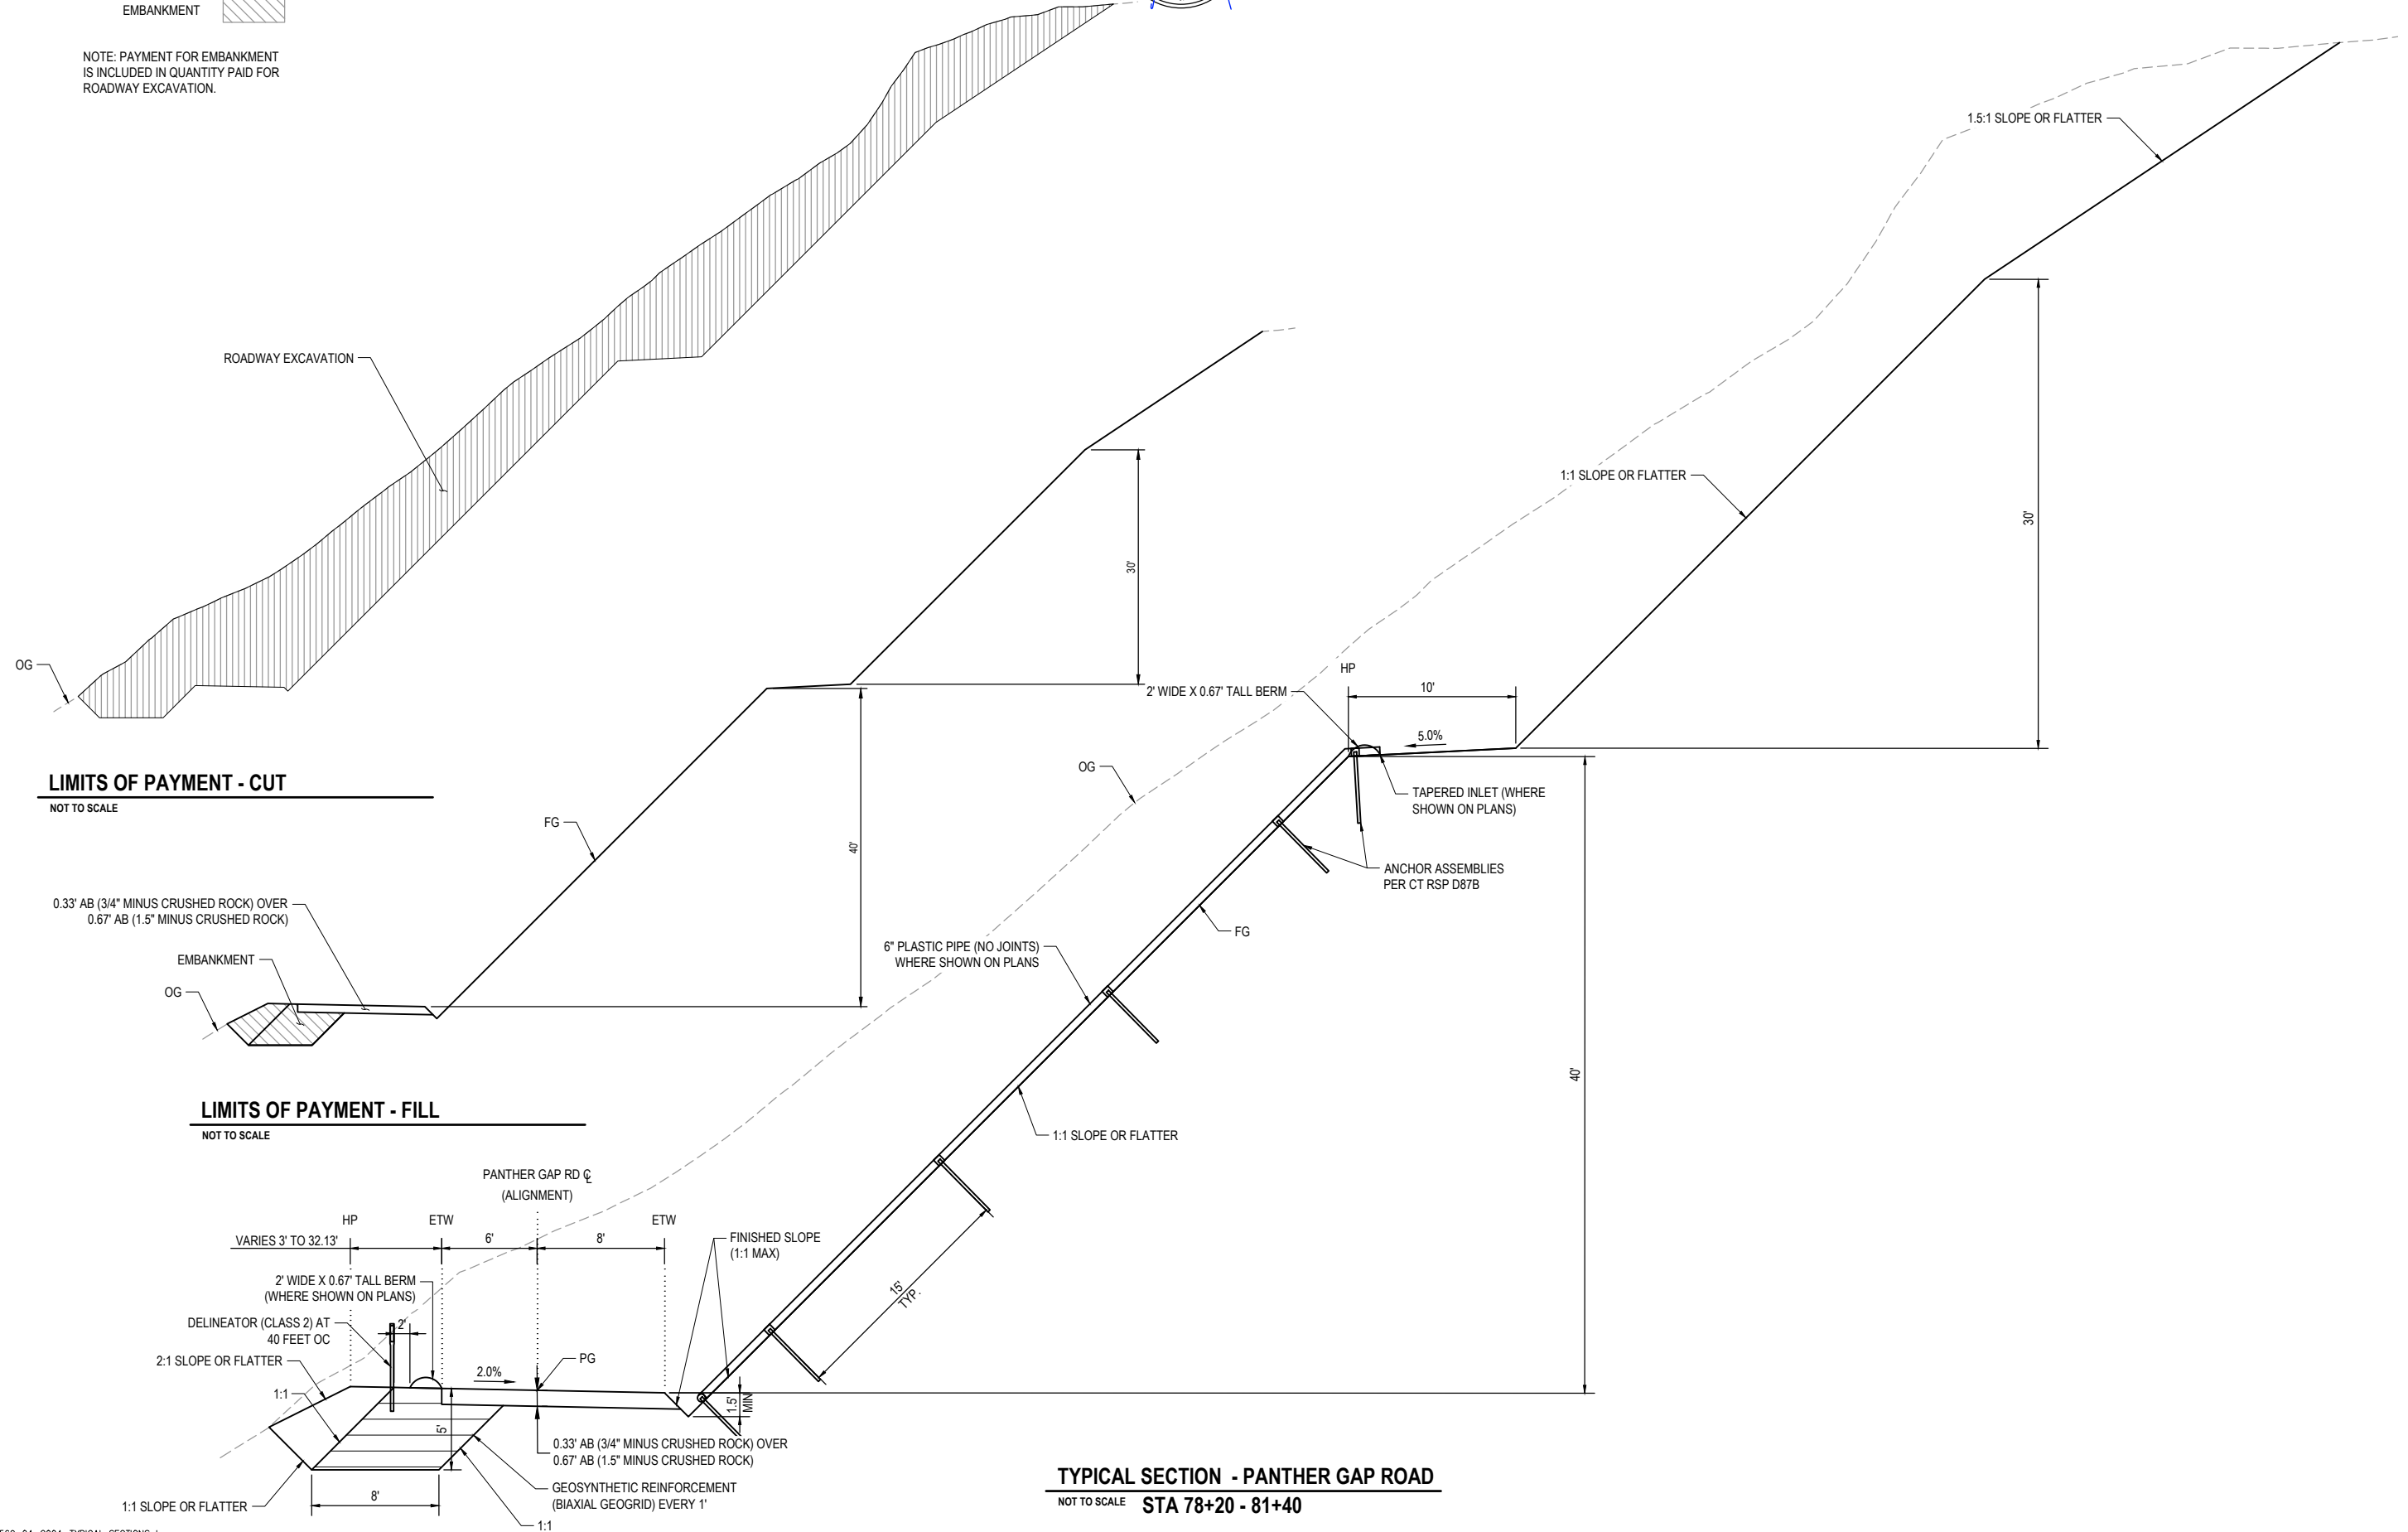 EMBANKMENT
NOTE: PAYMENT FOR EMBANKMENT
IS INCLUDED IN QUANTITY PAID FOR
ROADWAY EXCAVATION.
1.5:1 SLOPE OR FLATTER
ROADWAY EXCAVATION
1:1 SLOPE OR FLATTER
30'
30'
OG
HP
2' WIDE X 0.67' TALL BERM
10'
5.0%
LIMITS OF PAYMENT - CUT
NOT TO SCALE
OG
TAPERED INLET (WHERE
SHOWN ON PLANS)
FG
40'
ANCHOR ASSEMBLIES
PER CT RSP D87B
0.33' AB (3/4" MINUS CRUSHED ROCK) OVER
0.67' AB (1.5" MINUS CRUSHED ROCK)
FG
6" PLASTIC PIPE (NO JOINTS)
WHERE SHOWN ON PLANS
EMBANKMENT
OG
40'
LIMITS OF PAYMENT - FILL
NOT TO SCALE
1:1 SLOPE OR FLATTER
PANTHER GAP RD ℄
(ALIGNMENT)
HP
ETW
ETW
VARIES 3' TO 32.13'
6'
8'
FINISHED SLOPE
(1:1 MAX)
2' WIDE X 0.67' TALL BERM
(WHERE SHOWN ON PLANS)
15'
TYP.
DELINEATOR (CLASS 2) AT
40 FEET OC
2'
2:1 SLOPE OR FLATTER
2.0%
PG
1:1
1.5'
MIN
5'
0.33' AB (3/4" MINUS CRUSHED ROCK) OVER
0.67' AB (1.5" MINUS CRUSHED ROCK)
GEOSYNTHETIC REINFORCEMENT
(BIAXIAL GEOGRID) EVERY 1'
8'
1:1 SLOPE OR FLATTER
1:1
TYPICAL SECTION - PANTHER GAP ROAD
NOT TO SCALE STA 78+20 - 81+40